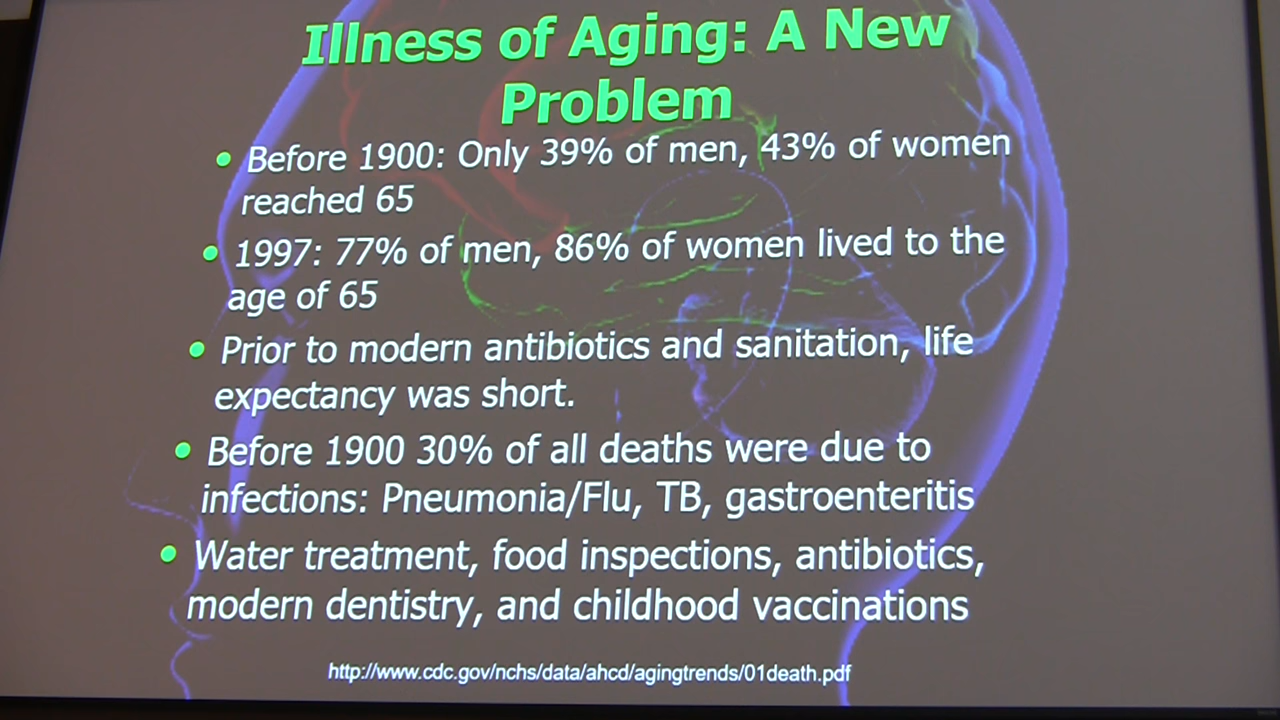 Illness of Aging: A New
Problem
• Before 1900: Only 39% of men, 43% of women
reached 65
• 1997: 77% of men, 86% of women lived to the
age of 65
• Prior to modern antibiotics and sanitation, life
expectancy was short.
• Before 1900 30% of all deaths were due to
infections: Pneumonia/Flu, TB, gastroenteritis
• Water treatment, food inspections, antibiotics,
modern dentistry, and childhood vaccinations
http://www.cdc.gov/nchs/data/ahcd/agingtrends/01death.pdf